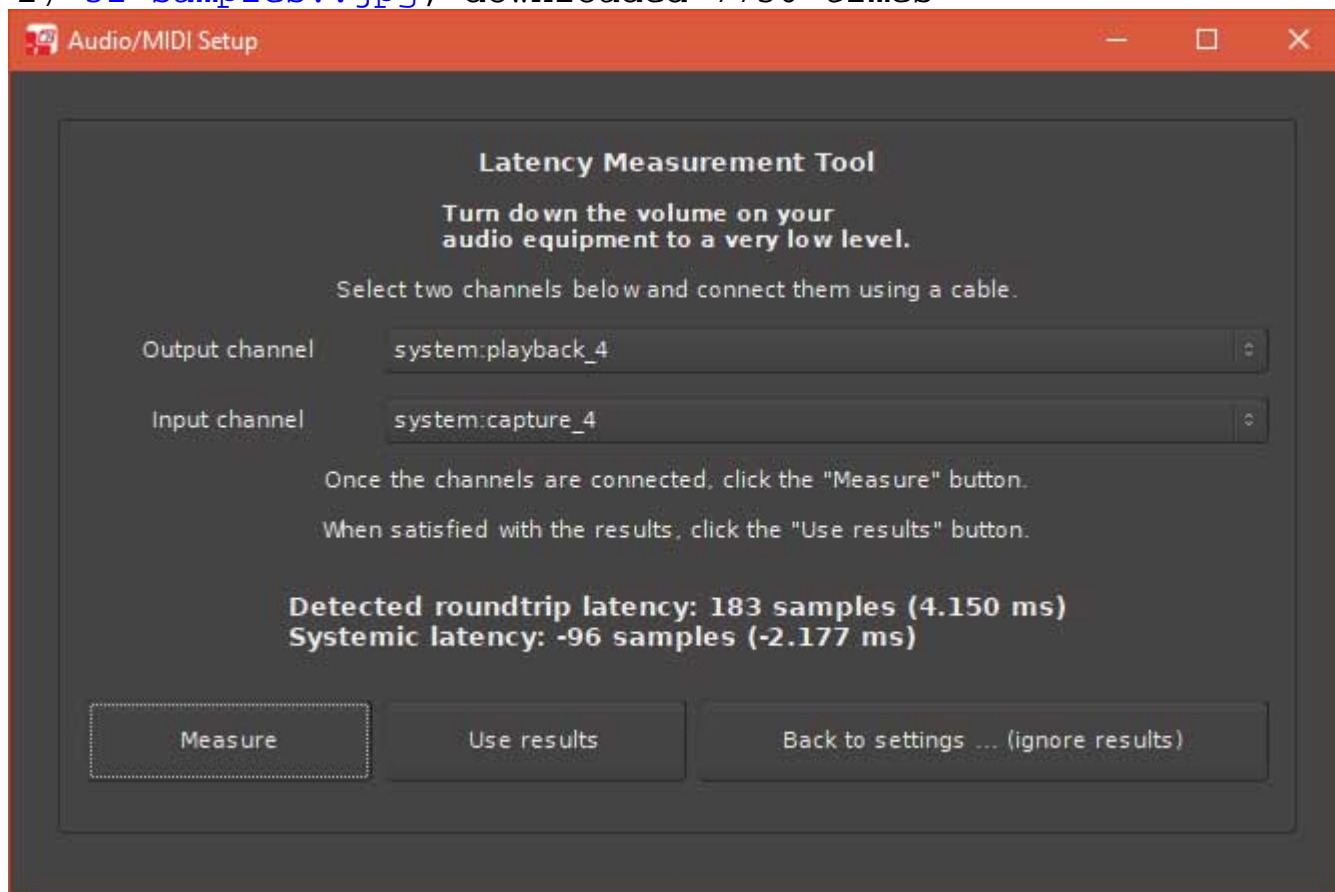 Audio/MIDI Setup
Latency Measurement Tool
Turn down the volume on your
audio equipment to a very low level.
Select two channels below and connect them using a cable.
Output channel system:playback_4
Input channel system:capture_4
Once the channels are connected, click the "Measure" button.
When satisfied with the results, click the "Use results" button.
Detected roundtrip latency: 183 samples (4.150 ms)
Systemic latency: -96 samples (-2.177 ms)
Measure Use results Back to settings ... (ignore results)